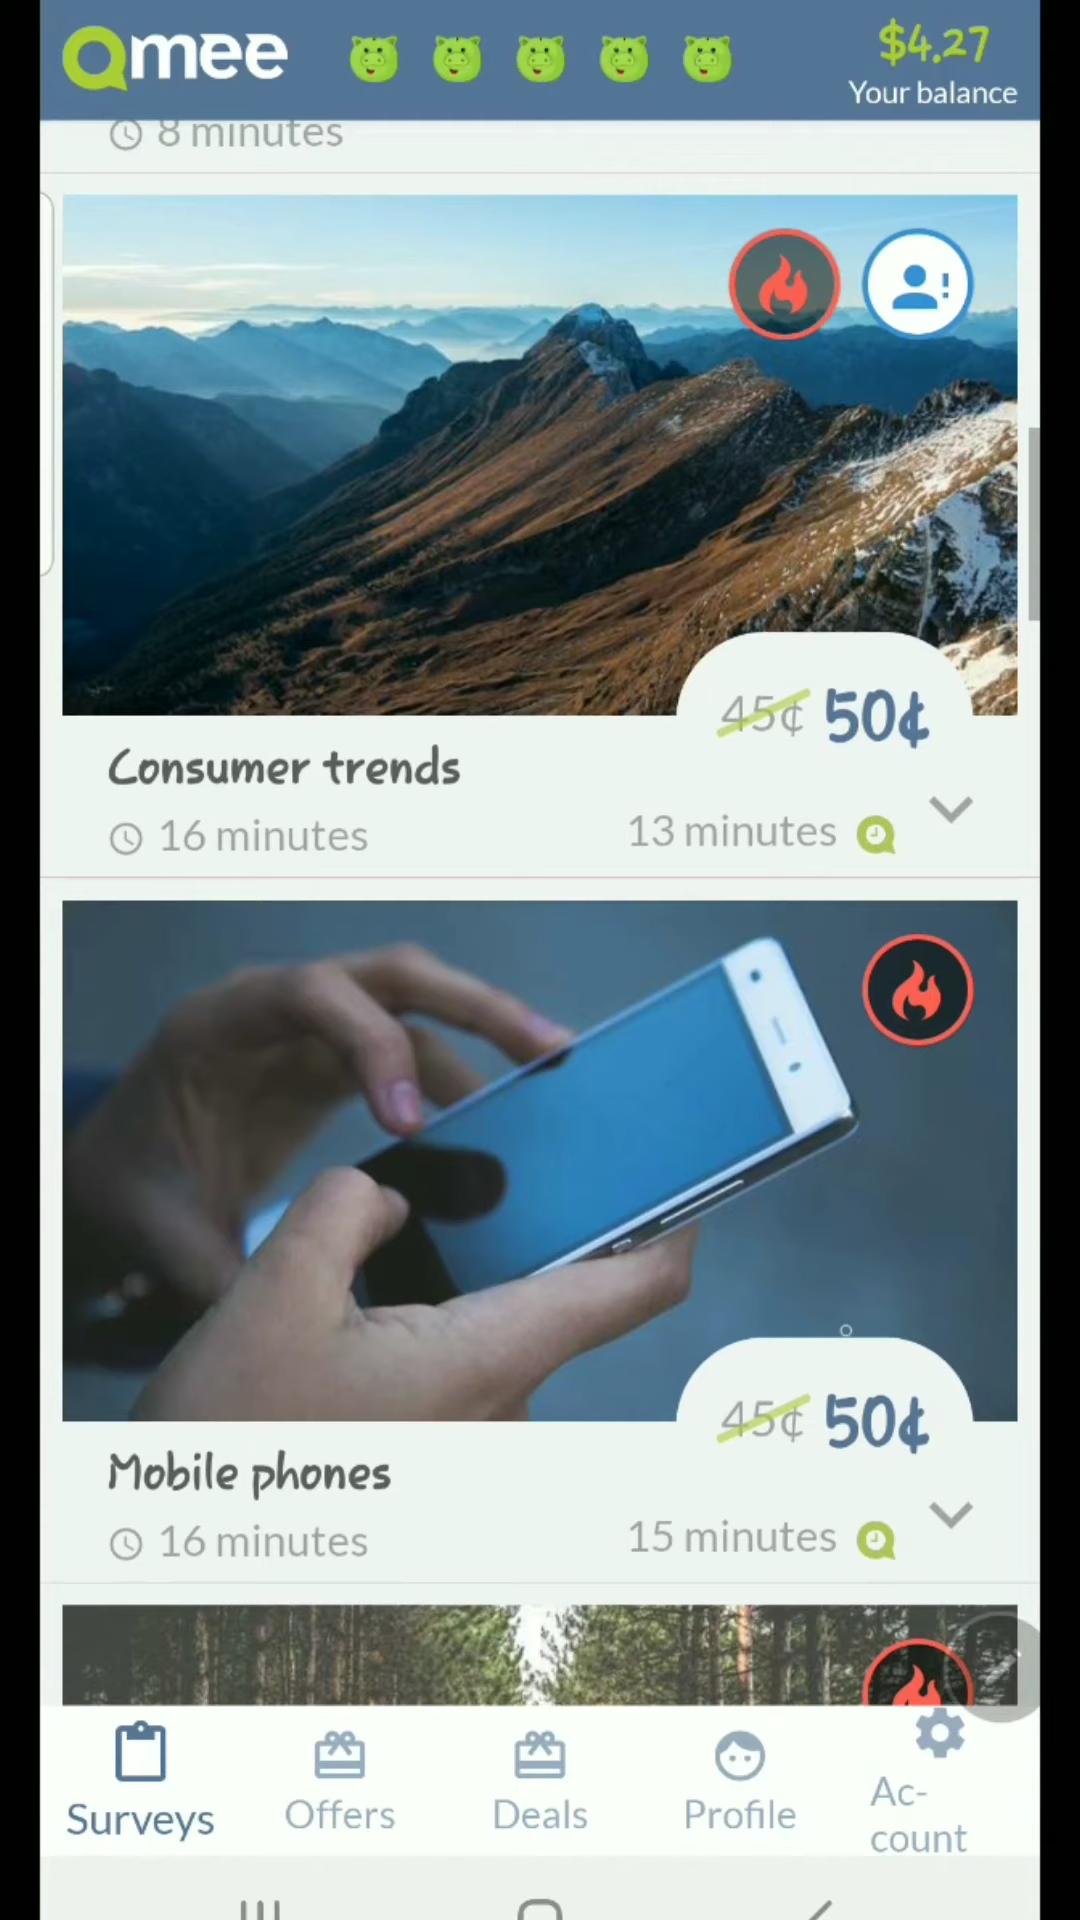 Qmee
$4.27
Your balance
8 minutes
45¢ 50¢
Consumer trends
16 minutes
13 minutes
45¢ 50¢
Mobile phones
16 minutes
15 minutes
Surveys
Offers
Deals
Profile
Ac-
count